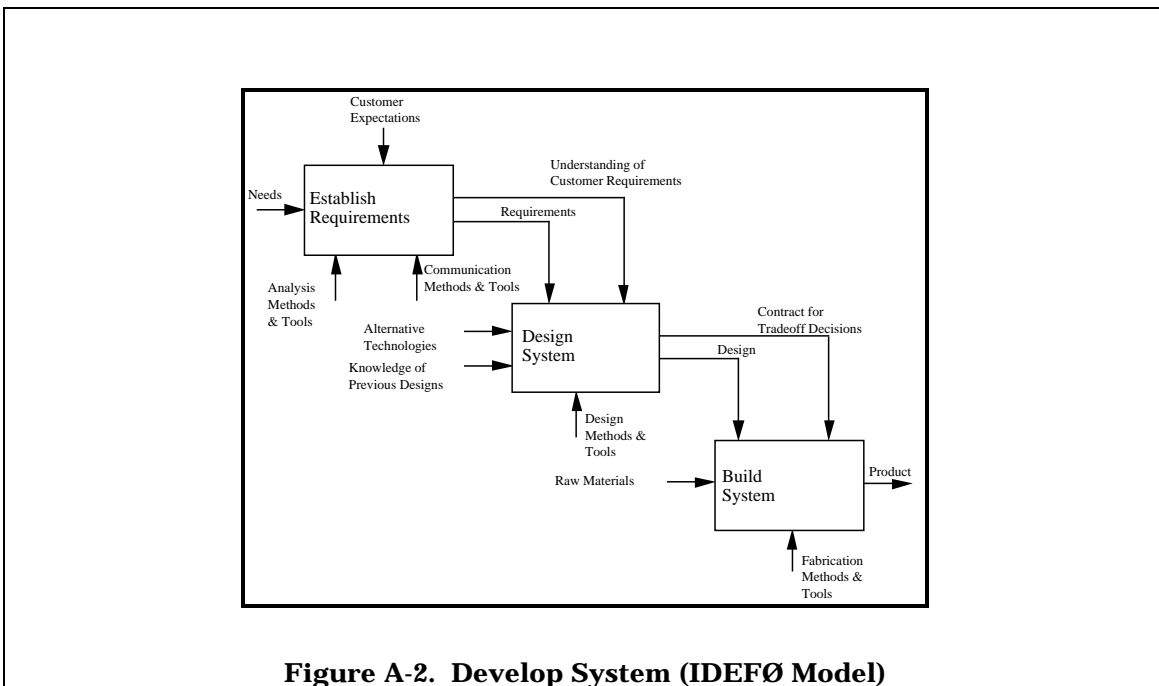 Customer
Expectations
Understanding of
Customer Requirements
Needs
Establish
Requirements
Requirements
Communication
Methods & Tools
Analysis
Methods
& Tools
Alternative
Technologies
Design
System
Contract for
Tradeoff Decisions
Design
Knowledge of
Previous Designs
Design
Methods &
Tools
Raw Materials
Build
System
Product
Fabrication
Methods &
Tools
Figure A-2. Develop System (IDEFØ Model)